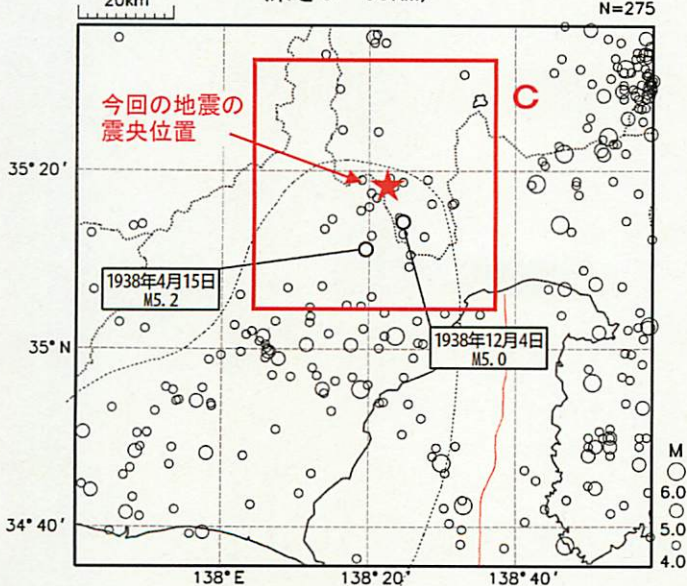 20km
N=275
今回の地震の
震央位置
C
35° 20'
1938年4月15日
M5.2
35° N
1938年12月4日
M5.0
M
6.0
5.0
4.0
34° 40'
138° E
138° 20'
138° 40'